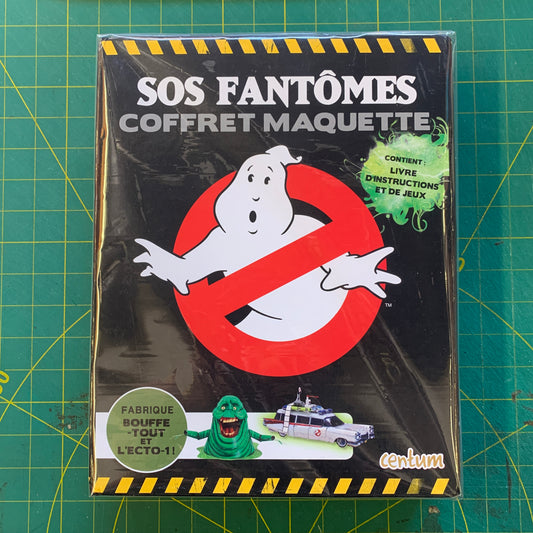 SOS FANTÔMES
COFFRET MAQUETTE
CONTIENT :
LIVRE
D'INSTRUCTIONS
ET DE JEUX
TM
FABRIQUE
BOUFFE
-TOUT
ET
L'ECTO-1!
centum